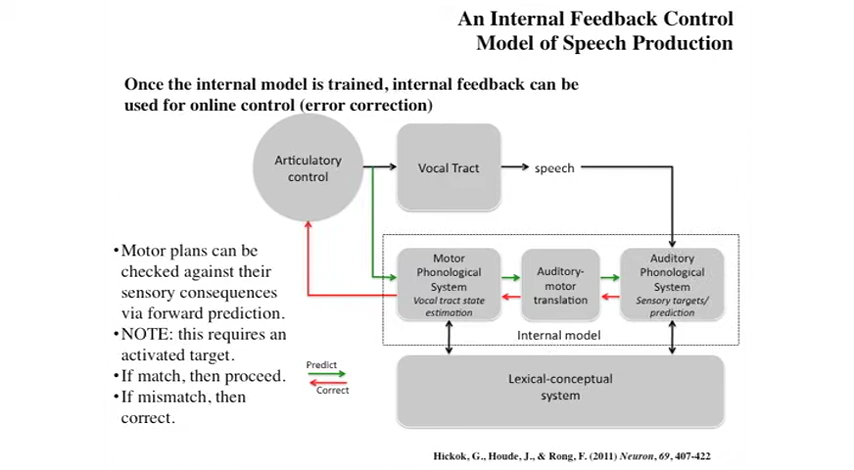 An Internal Feedback Control
Model of Speech Production
Once the internal model is trained, internal feedback can be
used for online control (error correction)
Articulatory
control
Vocal Tract
speech
•Motor plans can be
checked against their
sensory consequences
via forward prediction.
•NOTE: this requires an
activated target.
•If match, then proceed.
•If mismatch, then
correct.
Motor
Phonological
System
Vocal tract state
estimation
Auditory-
motor
translation
Auditory
Phonological
System
Sensory targets/
prediction
Internal model
Predict
Correct
Lexical-conceptual
system
Hickok, G., Houde, J., & Rong, F. (2011) Neuron, 69, 407-422